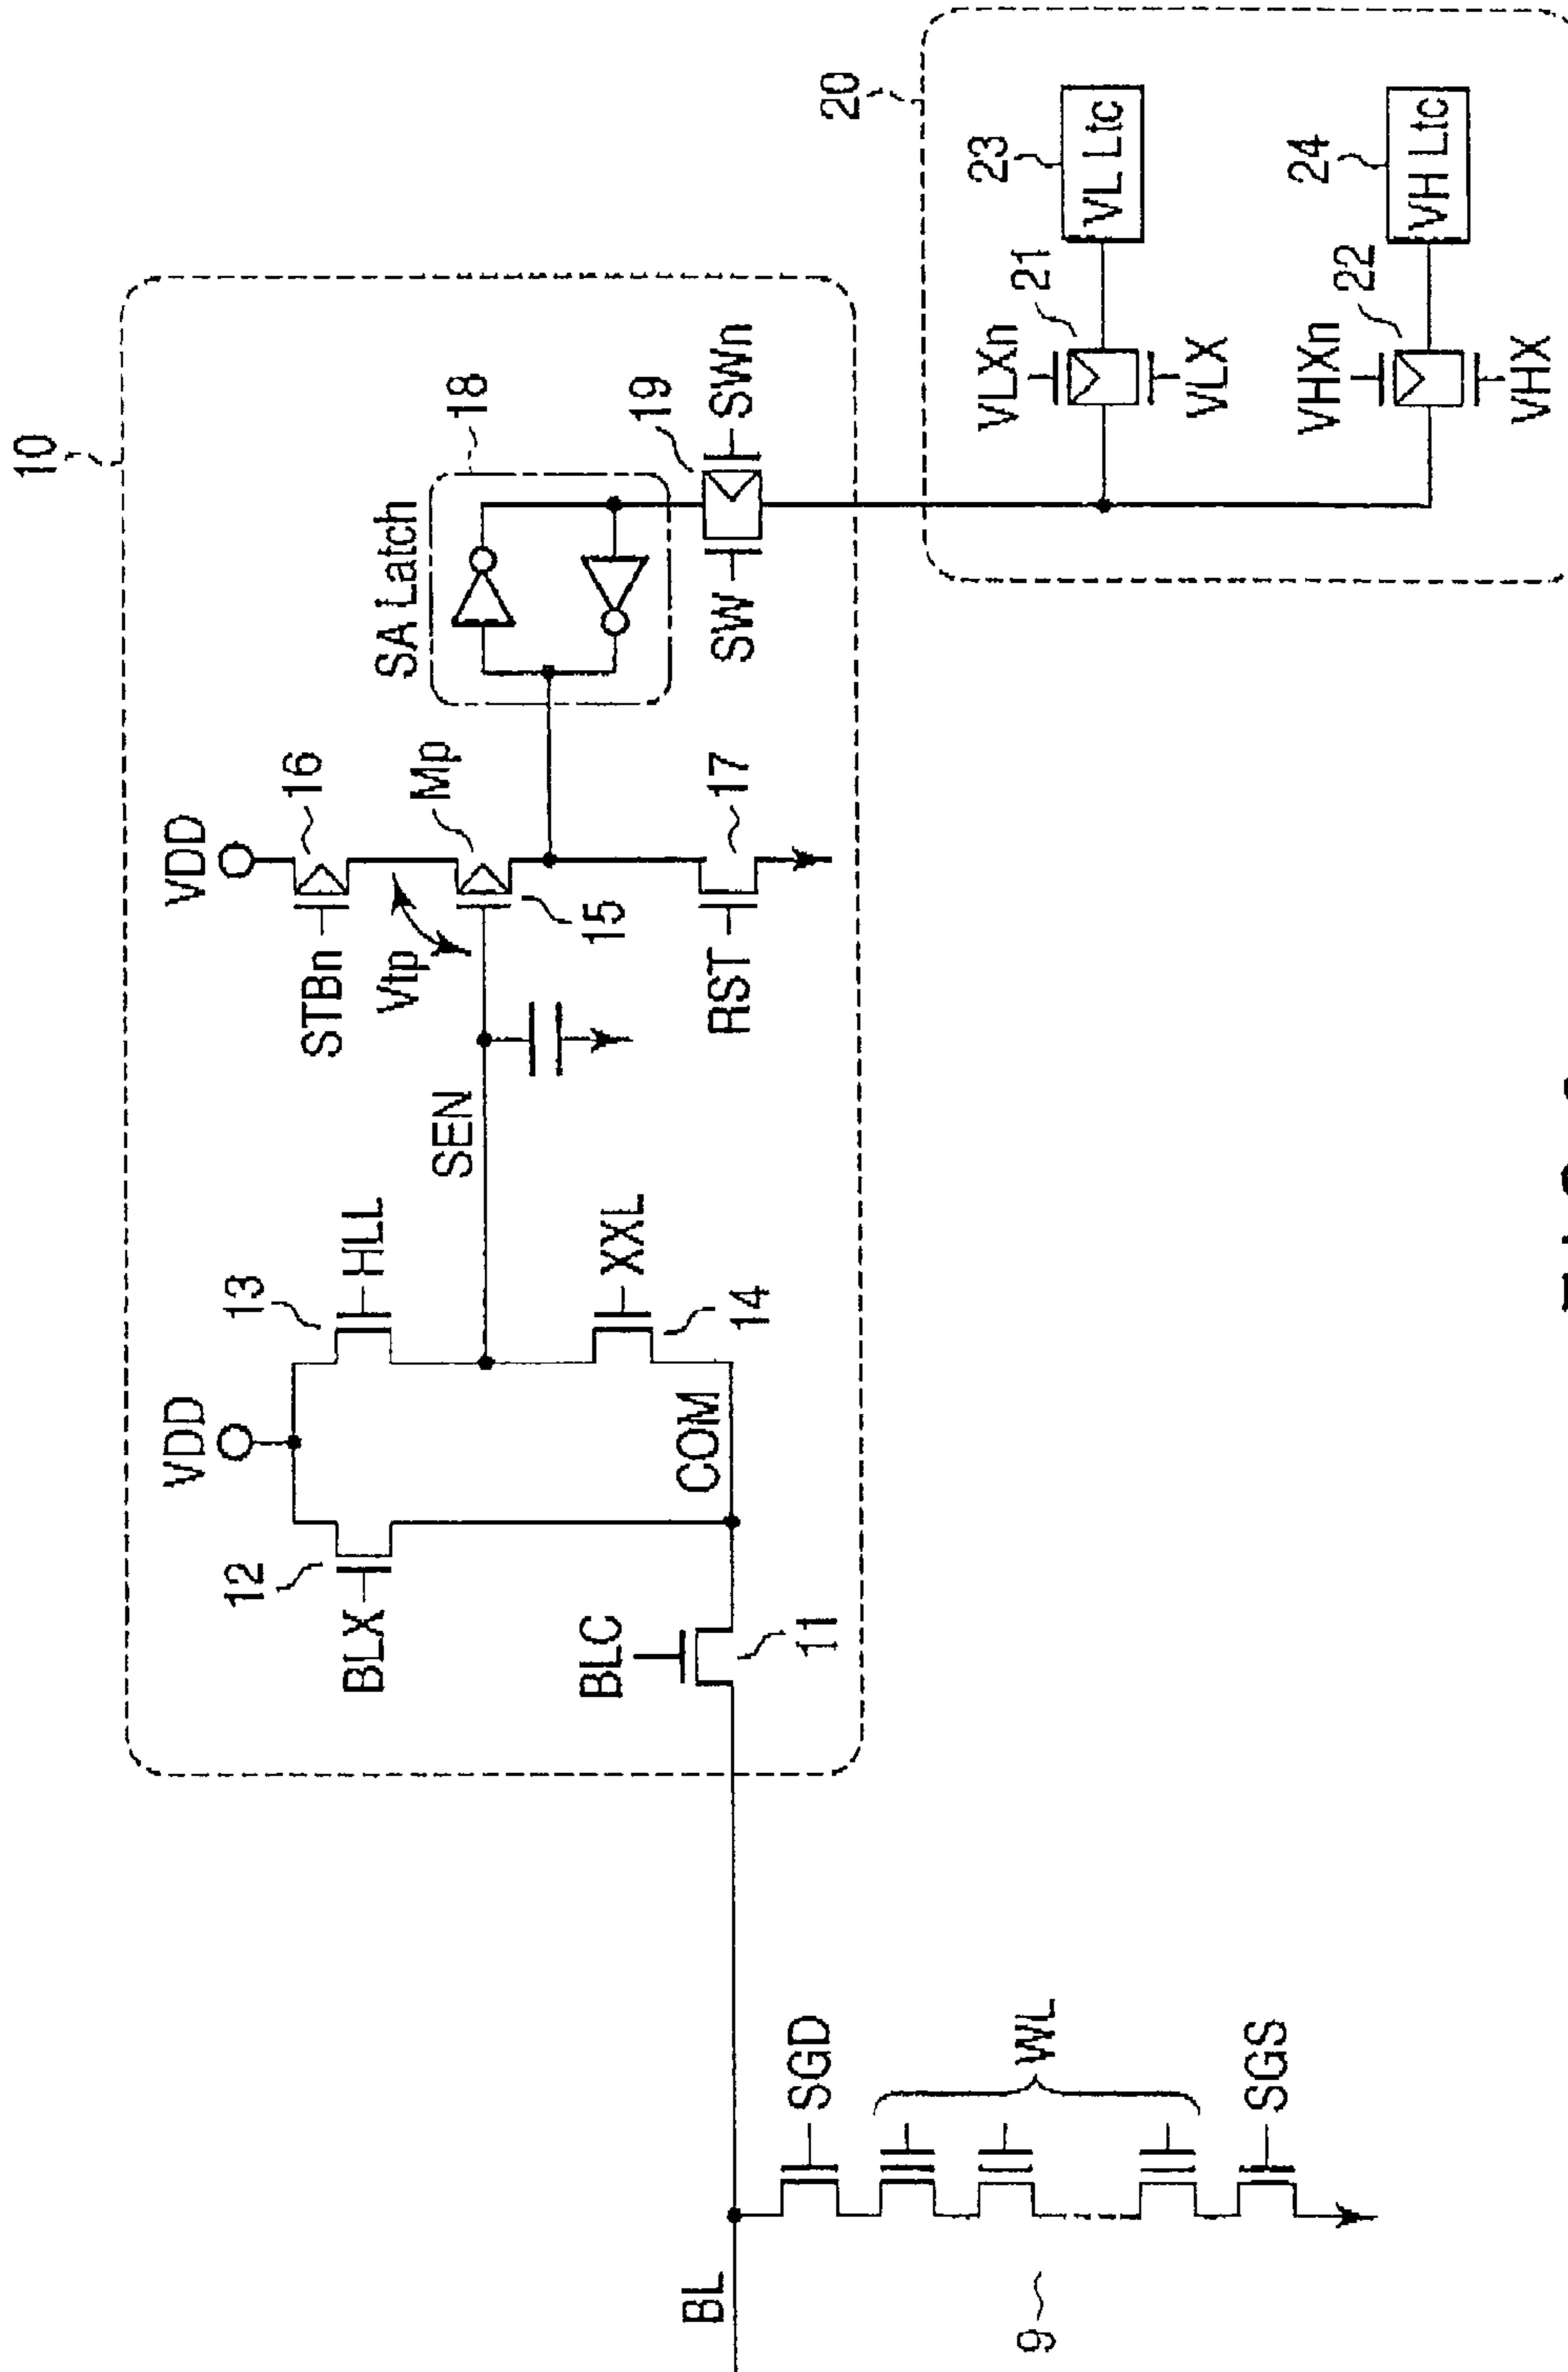 10
VDD
VDD
12
BLX
13
HLL
16
STBn
Vtp
Mp
SA Latch
18
SEN
15
BLC
11
COM
XXL
14
RST
17
19
SW
SWn
20
BL
SGD
WL
SGS
9
VLXn
21
23
VL Ltc
VLX
VHXn
22
24
VH Ltc
VHX